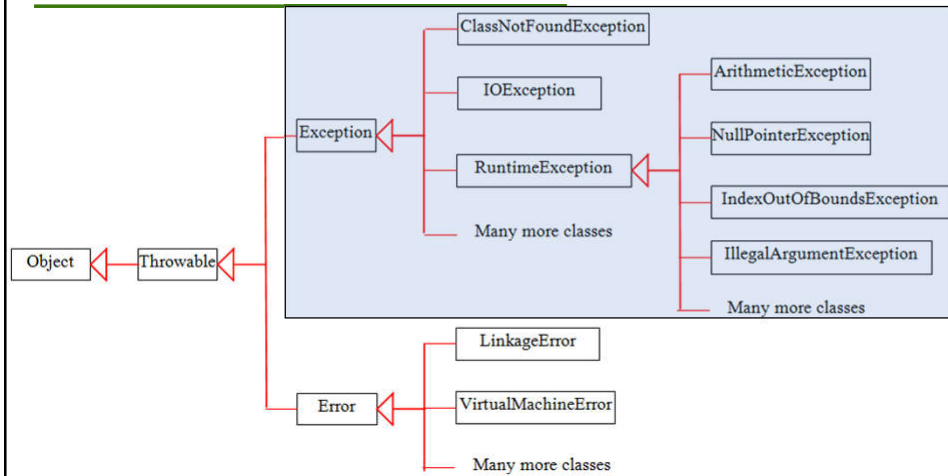 ClassNotFoundException
IOException
Exception
RuntimeException
Many more classes
ArithmeticException
NullPointerException
IndexOutOfBoundsException
IllegalArgumentException
Many more classes
Object
Throwable
LinkageError
Error
VirtualMachineError
Many more classes